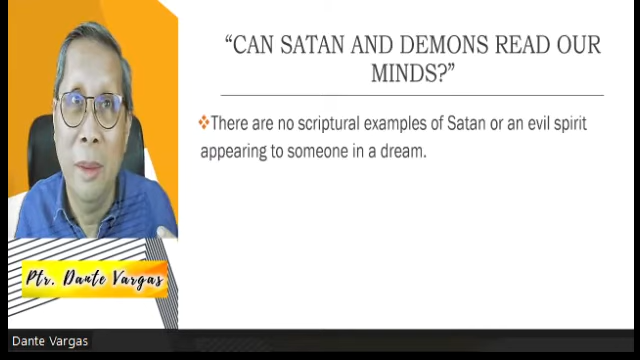 “CAN SATAN AND DEMONS READ OUR
MINDS?”
❖There are no scriptural examples of Satan or an evil spirit
appearing to someone in a dream.
Ptr. Dante Vargas
Dante Vargas